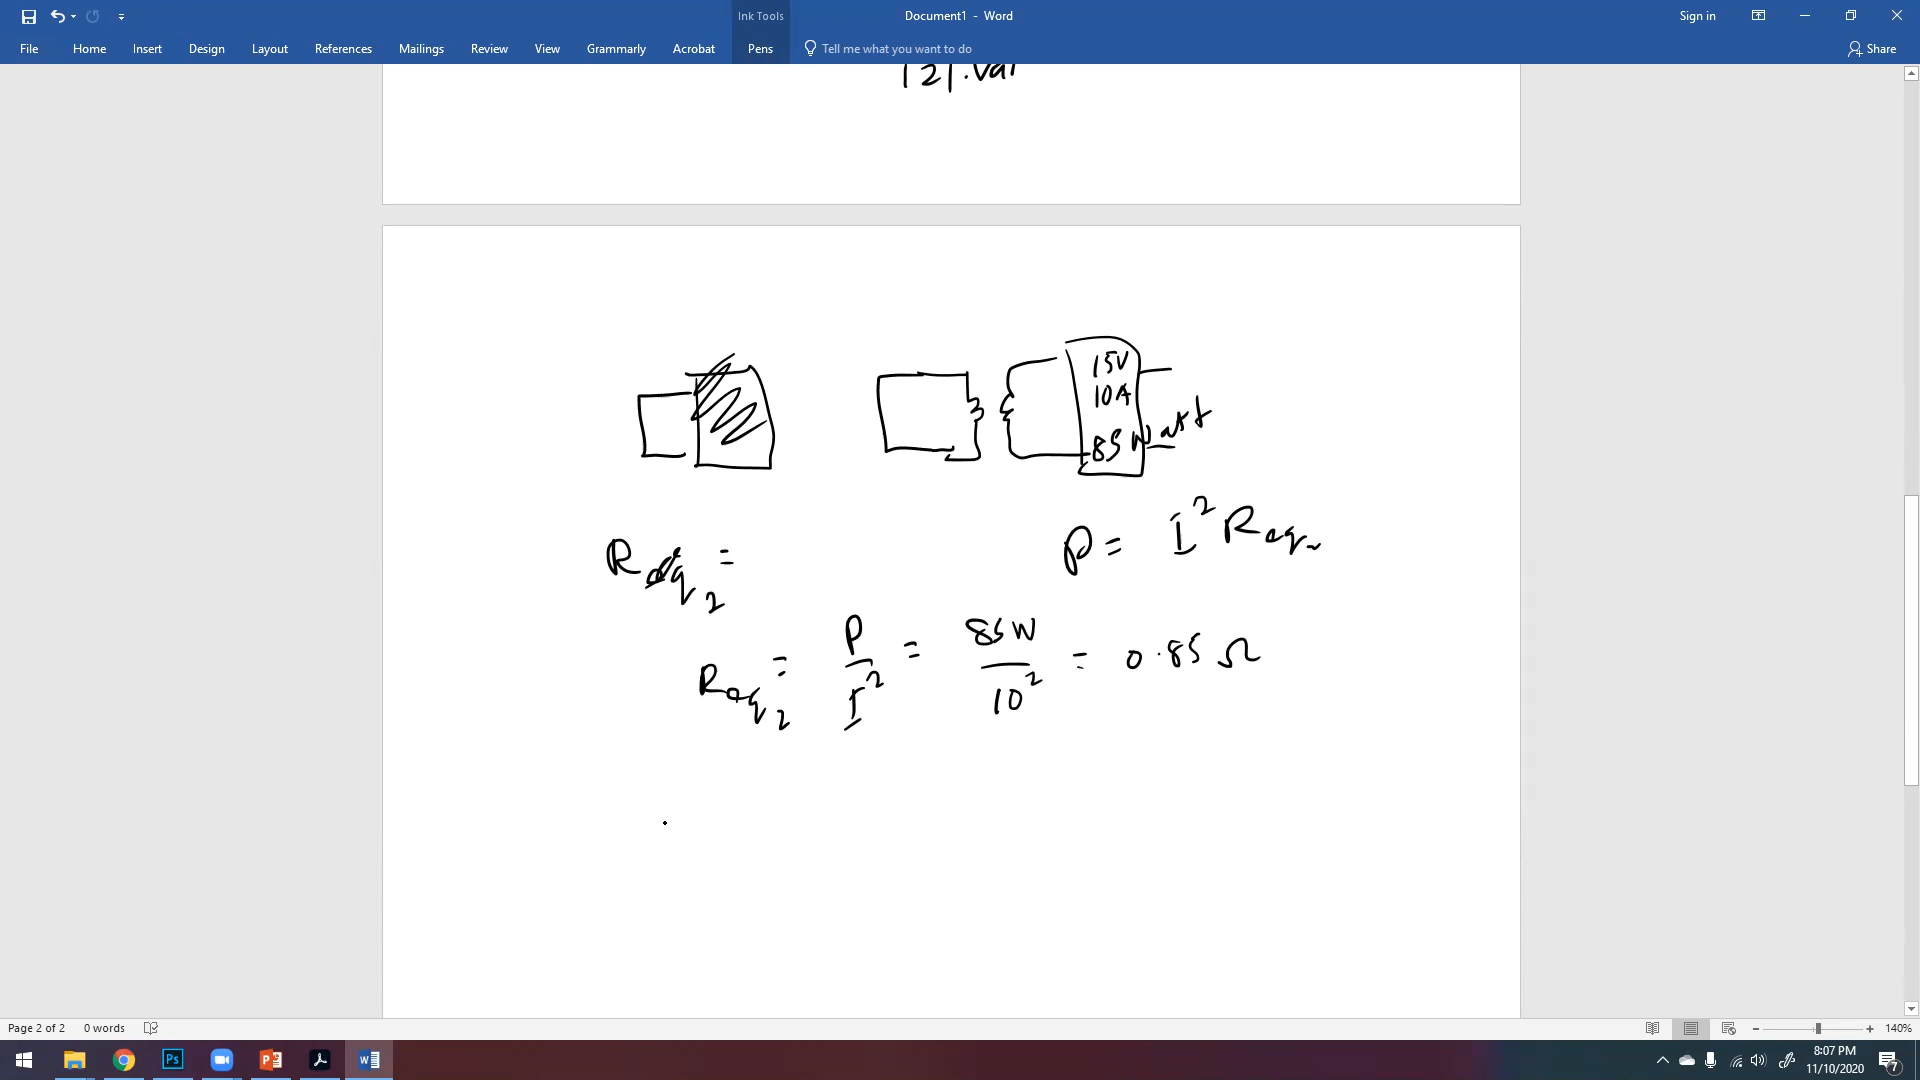 Ink Tools
Document1 - Word
Sign in
File Home Insert Design Layout References Mailings Review View Grammarly Acrobat Pens Tell me what you want to do Share
15V
10A
85 Watt
Req2 =
P = I² Req2
Req2 = P/I² = 85W/10² = 0.85 Ω
Page 2 of 2 0 words
140%
8:07 PM
11/10/2020
7